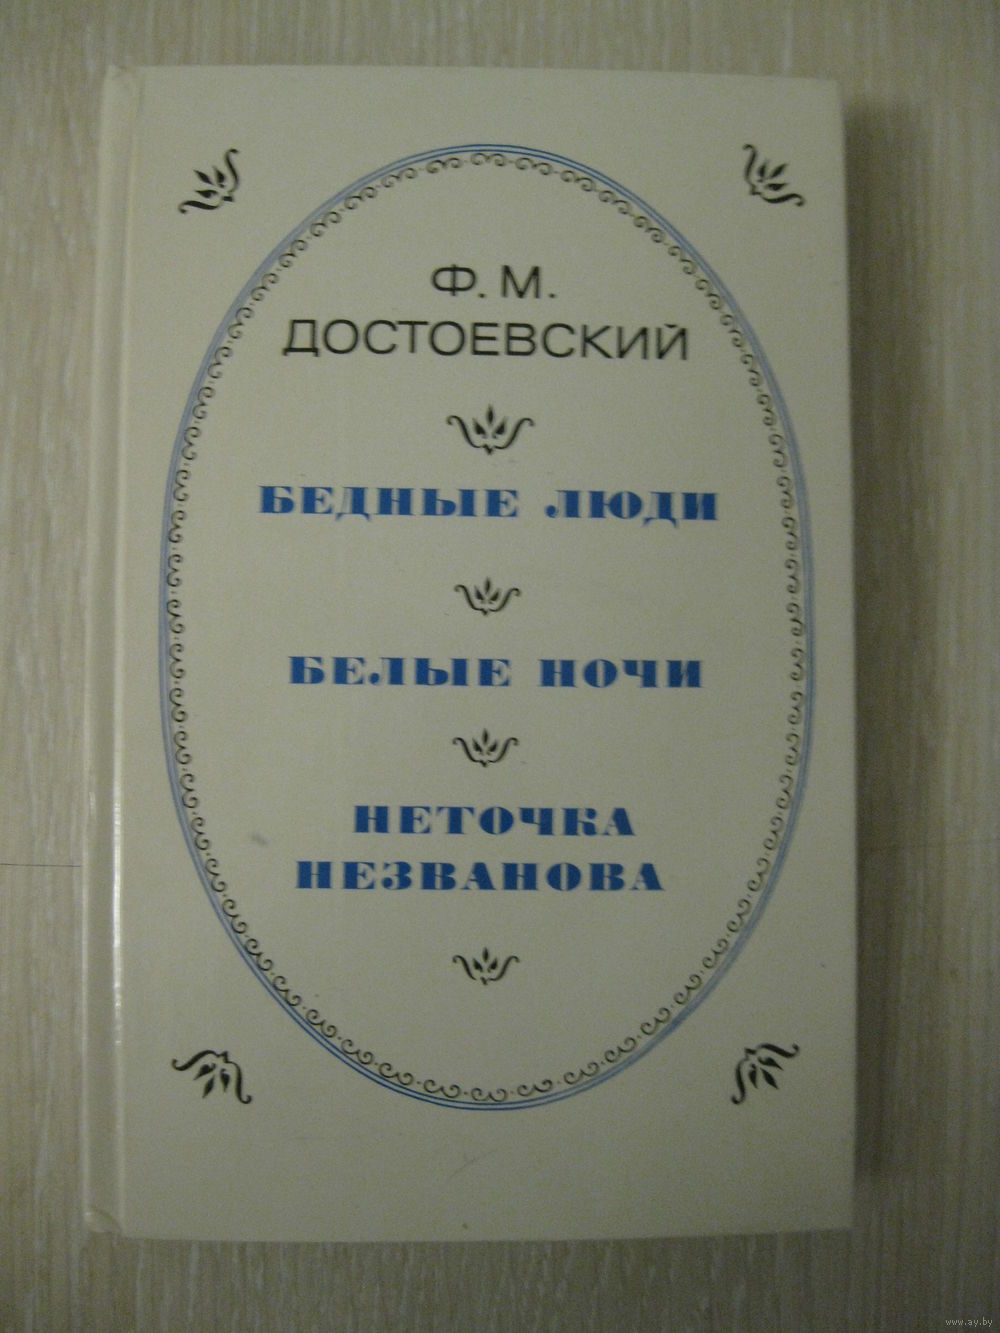 Ф. М.
ДОСТОЕВСКИЙ
БЕДНЫЕ ЛЮДИ
БЕЛЫЕ НОЧИ
НЕТОЧКА
НЕЗВАНОВА
www.ay.by